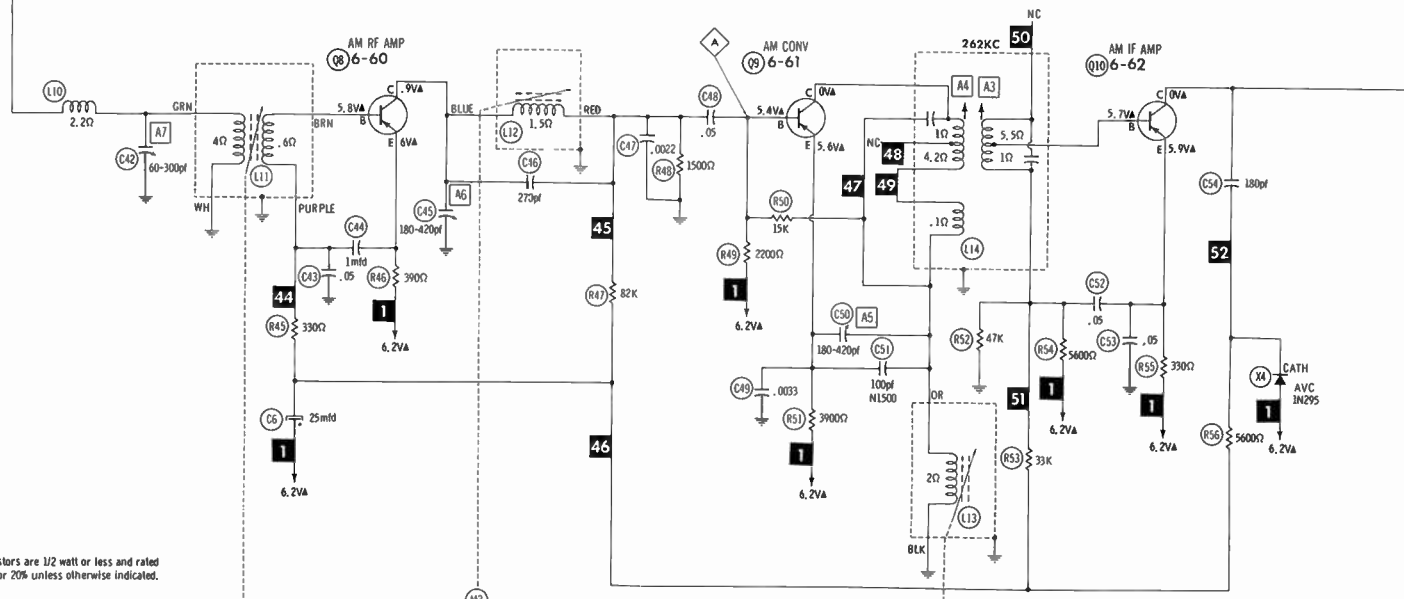 AM RF AMP
Q8 6-60
L10
2.2Ω
GRN
A7
C42
60-300pf
4Ω
.6Ω
L11
WH
PURPLE
BRN
5.8V▲
B
C
.9V▲
E
6V▲
C44
1mfd
C43
.05
R46
390Ω
1
6.2V▲
44
R45
330Ω
C6
25mfd
1
6.2V▲
BLUE
L12
1.5Ω
RED
C16
270pf
A6
C45
180-420pf
45
R47
82K
46
C47
.0022
R48
1500Ω
C48
.05
A
AM CONV
Q9 6-61
5.4V▲
B
C
0V▲
E
5.6V▲
R50
15K
R49
2200Ω
1
6.2V▲
C50
A5
180-420pf
C51
100pf
N1500
C49
.0033
R51
3900Ω
1
6.2V▲
47
NC
48
49
262KC
NC
50
A4
A3
1Ω
4.2Ω
5.5Ω
1Ω
.1Ω
L14
OR
2Ω
L13
BLK
R52
47K
51
R53
33K
R54
5600Ω
1
6.2V▲
C52
.05
C53
.05
R55
330Ω
1
6.2V▲
AM IF AMP
Q10 6-62
5.7V▲
B
C
0V▲
E
5.9V▲
C54
180pf
52
R56
5600Ω
X4
CATH
AVC
1N295
1
6.2V▲
stors are 1/2 watt or less and rated
or 20% unless otherwise indicated.